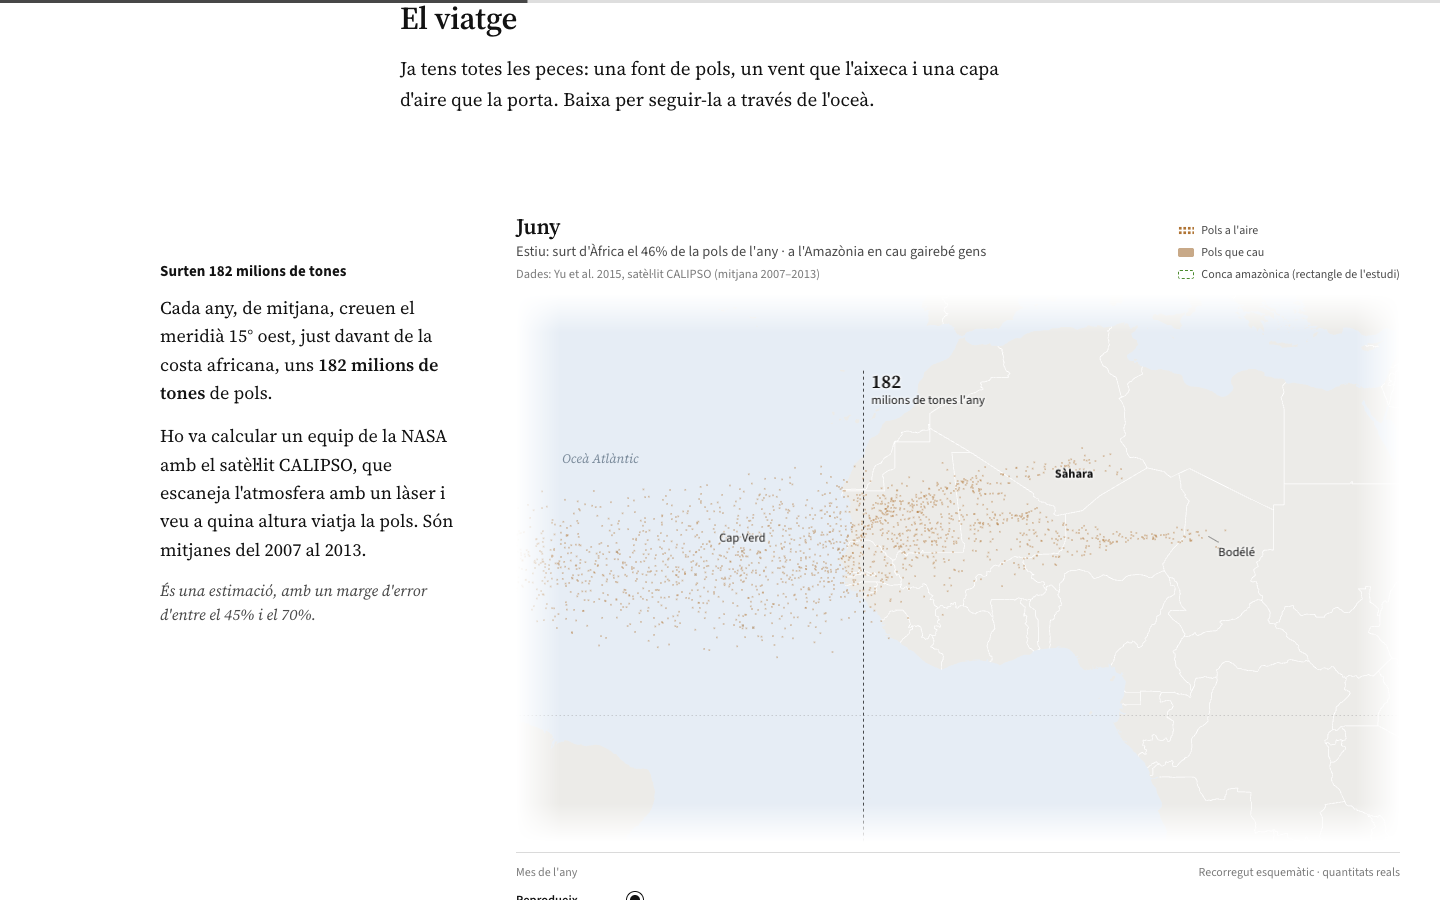 El viatge
Ja tens totes les peces: una font de pols, un vent que l'aixeca i una capa
d'aire que la porta. Baixa per seguir-la a través de l'oceà.
Surten 182 milions de tones
Cada any, de mitjana, creuen el
meridià 15° oest, just davant de la
costa africana, uns 182 milions de
tones de pols.
Ho va calcular un equip de la NASA
amb el satèl·lit CALIPSO, que
escaneja l'atmosfera amb un làser i
veu a quina altura viatja la pols. Són
mitjanes del 2007 al 2013.
És una estimació, amb un marge d'error
d'entre el 45% i el 70%.
Juny
Estiu: surt d'Àfrica el 46% de la pols de l'any · a l'Amazònia en cau gairebé gens
Dades: Yu et al. 2015, satèl·lit CALIPSO (mitjana 2007–2013)
Pols a l'aire
Pols que cau
Conca amazònica (rectangle de l'estudi)
182
milions de tones l'any
Oceà Atlàntic
Sàhara
Cap Verd
Bodélé
Mes de l'any
Recorregut esquemàtic · quantitats reals
Reprodueix